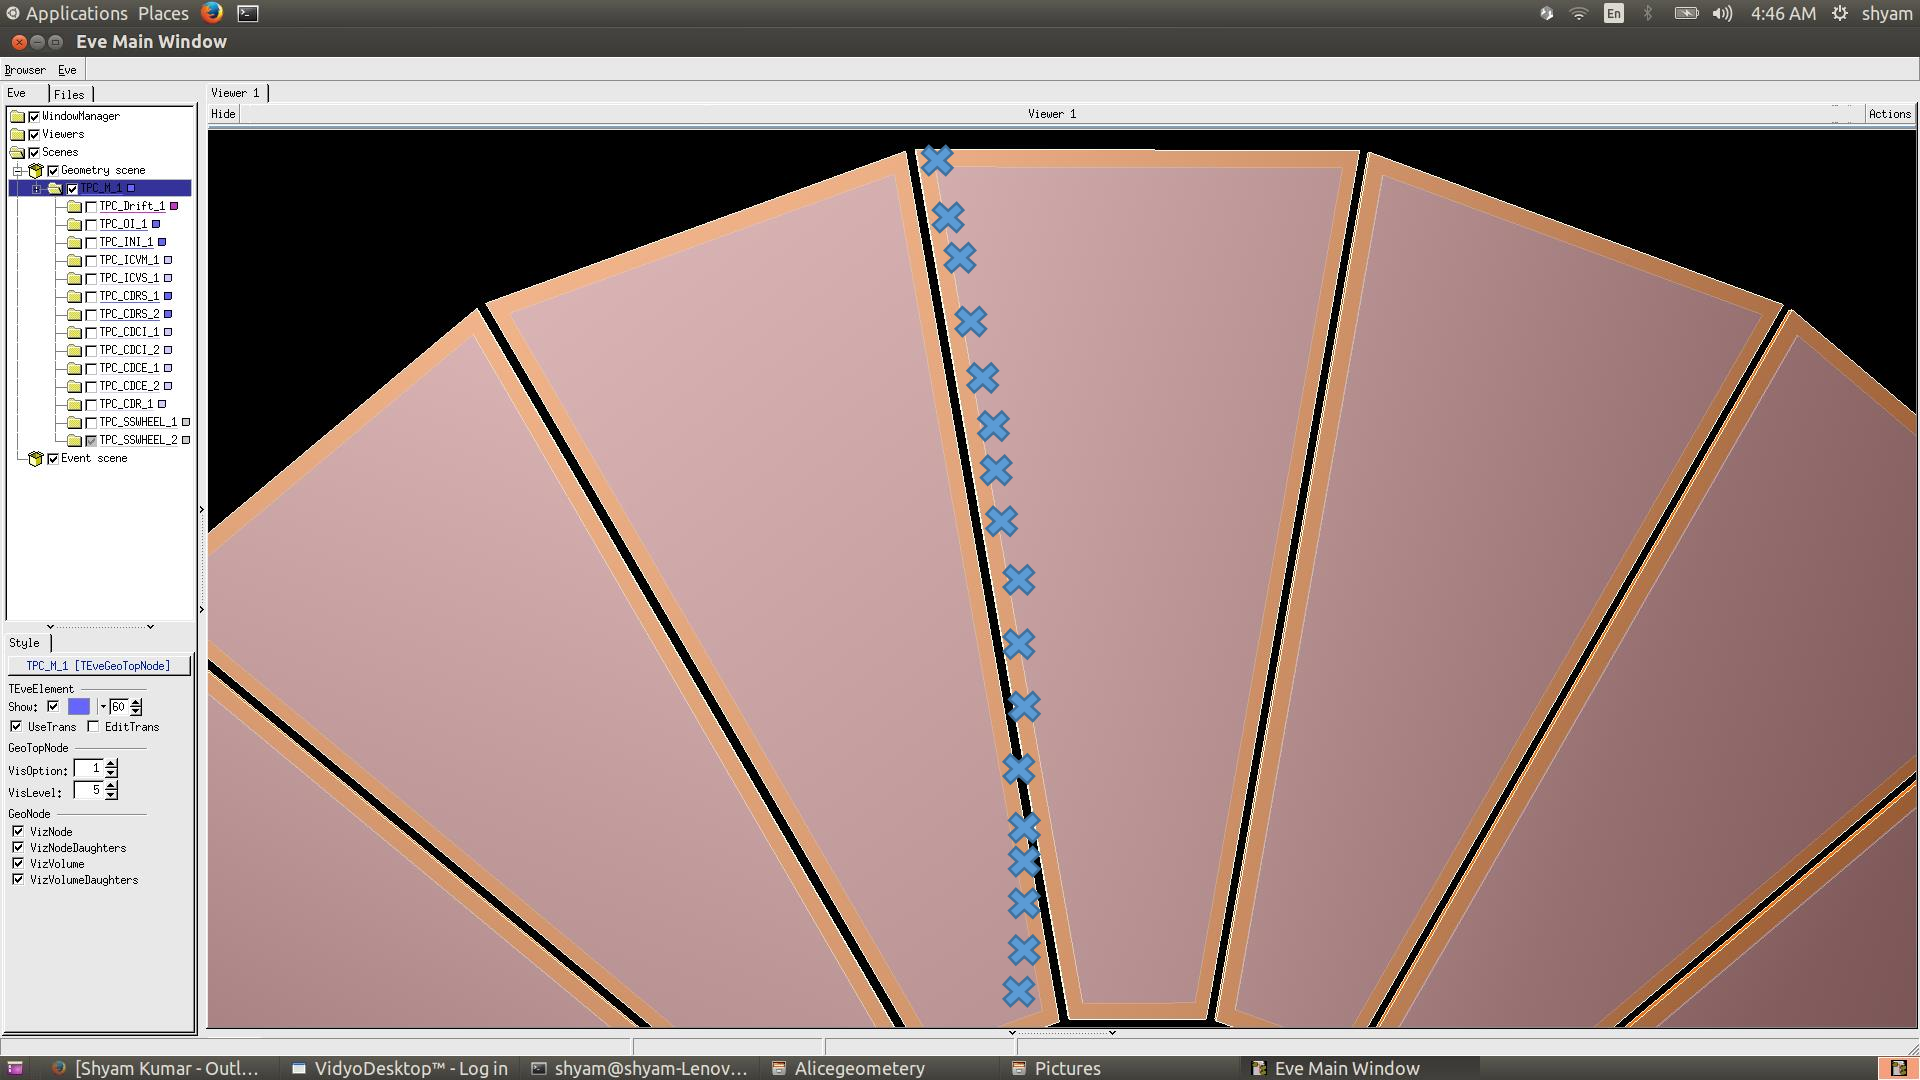 Applications Places En 4:46 AM shyam
Eve Main Window
Browser Eve
Eve Files
Viewer 1
Hide Viewer 1 Actions
WindowManager
Viewers
Scenes
Geometry scene
TPC_M_1
TPC_Drift_1
TPC_OI_1
TPC_INI_1
TPC_ICVM_1
TPC_ICVS_1
TPC_CDRS_1
TPC_CDRS_2
TPC_CDCI_1
TPC_CDCI_2
TPC_CDCE_1
TPC_CDCE_2
TPC_CDR_1
TPC_SSWHEEL_1
TPC_SSWHEEL_2
Event scene
Style
TPC_M_1 [TEveGeoTopNode]
TEveElement
Show: 60
UseTrans EditTrans
GeoTopNode
VisOption: 1
VisLevel: 5
GeoNode
VizNode
VizNodeDaughters
VizVolume
VizVolumeDaughters
[Shyam Kumar - Outl... VidyoDesktop™ - Log in shyam@shyam-Lenov... Alicegeometery Pictures Eve Main Window